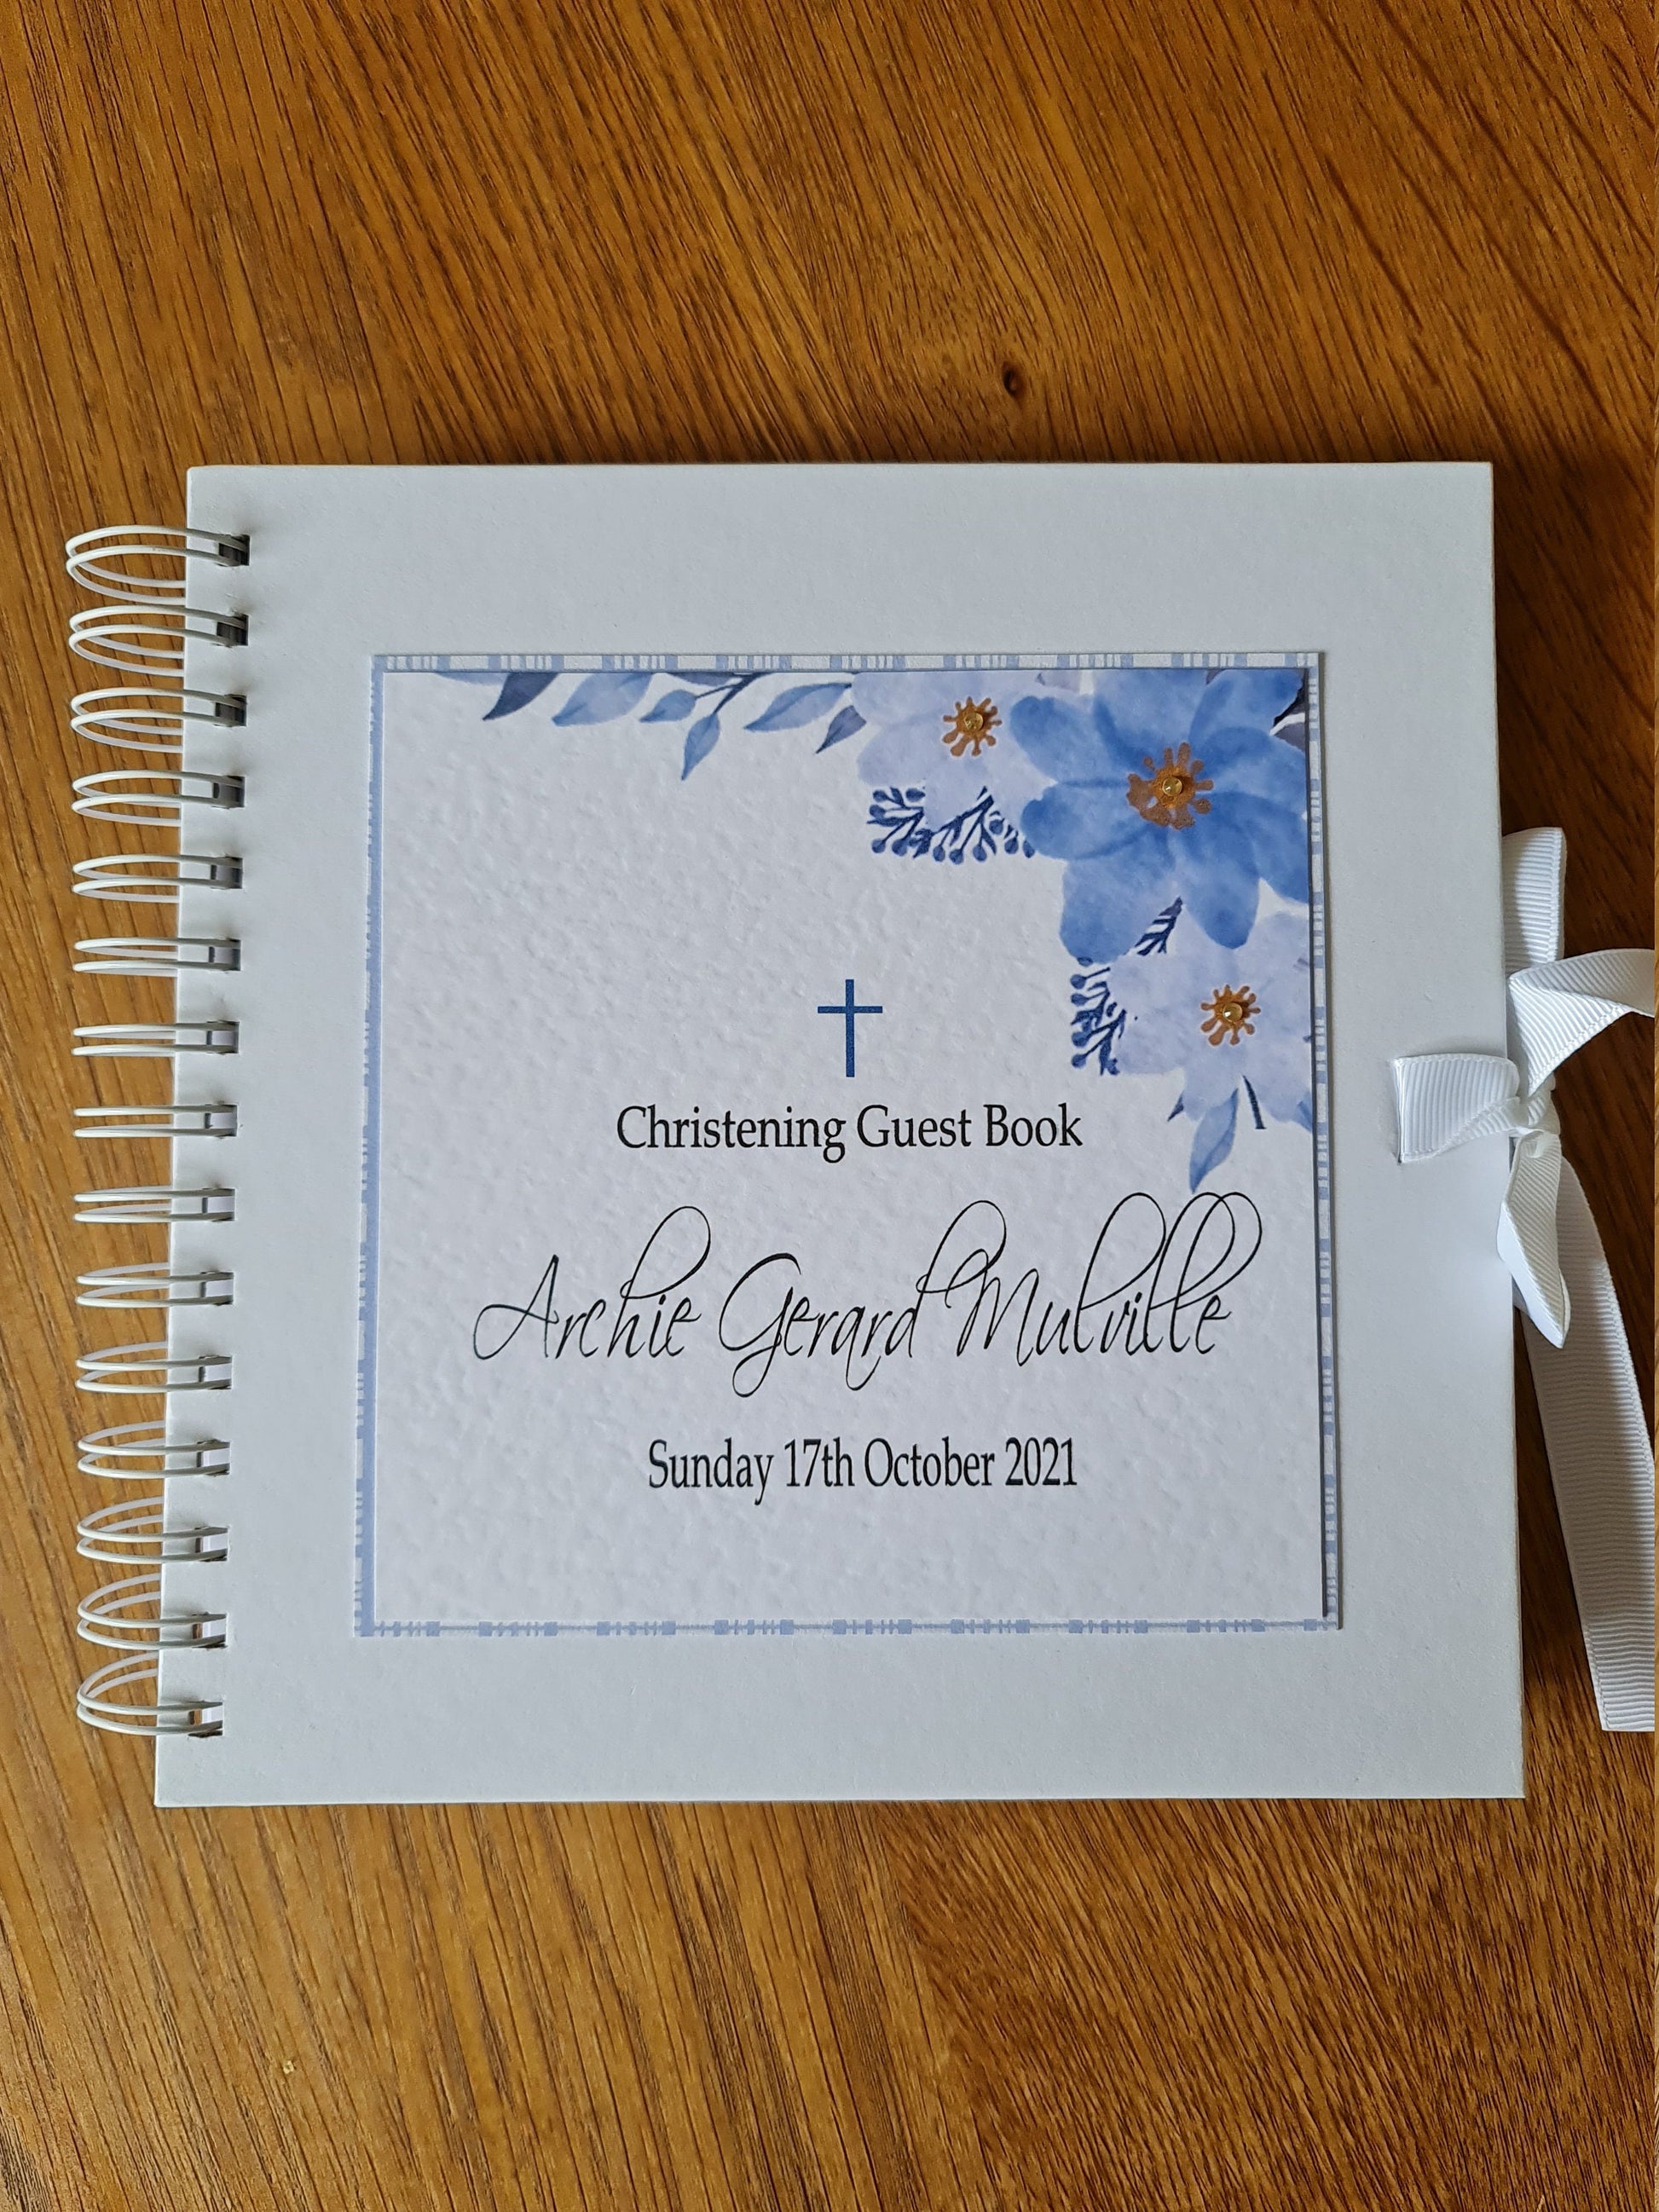 Christening Guest Book
Archie Gerard Mulville
Sunday 17th October 2021